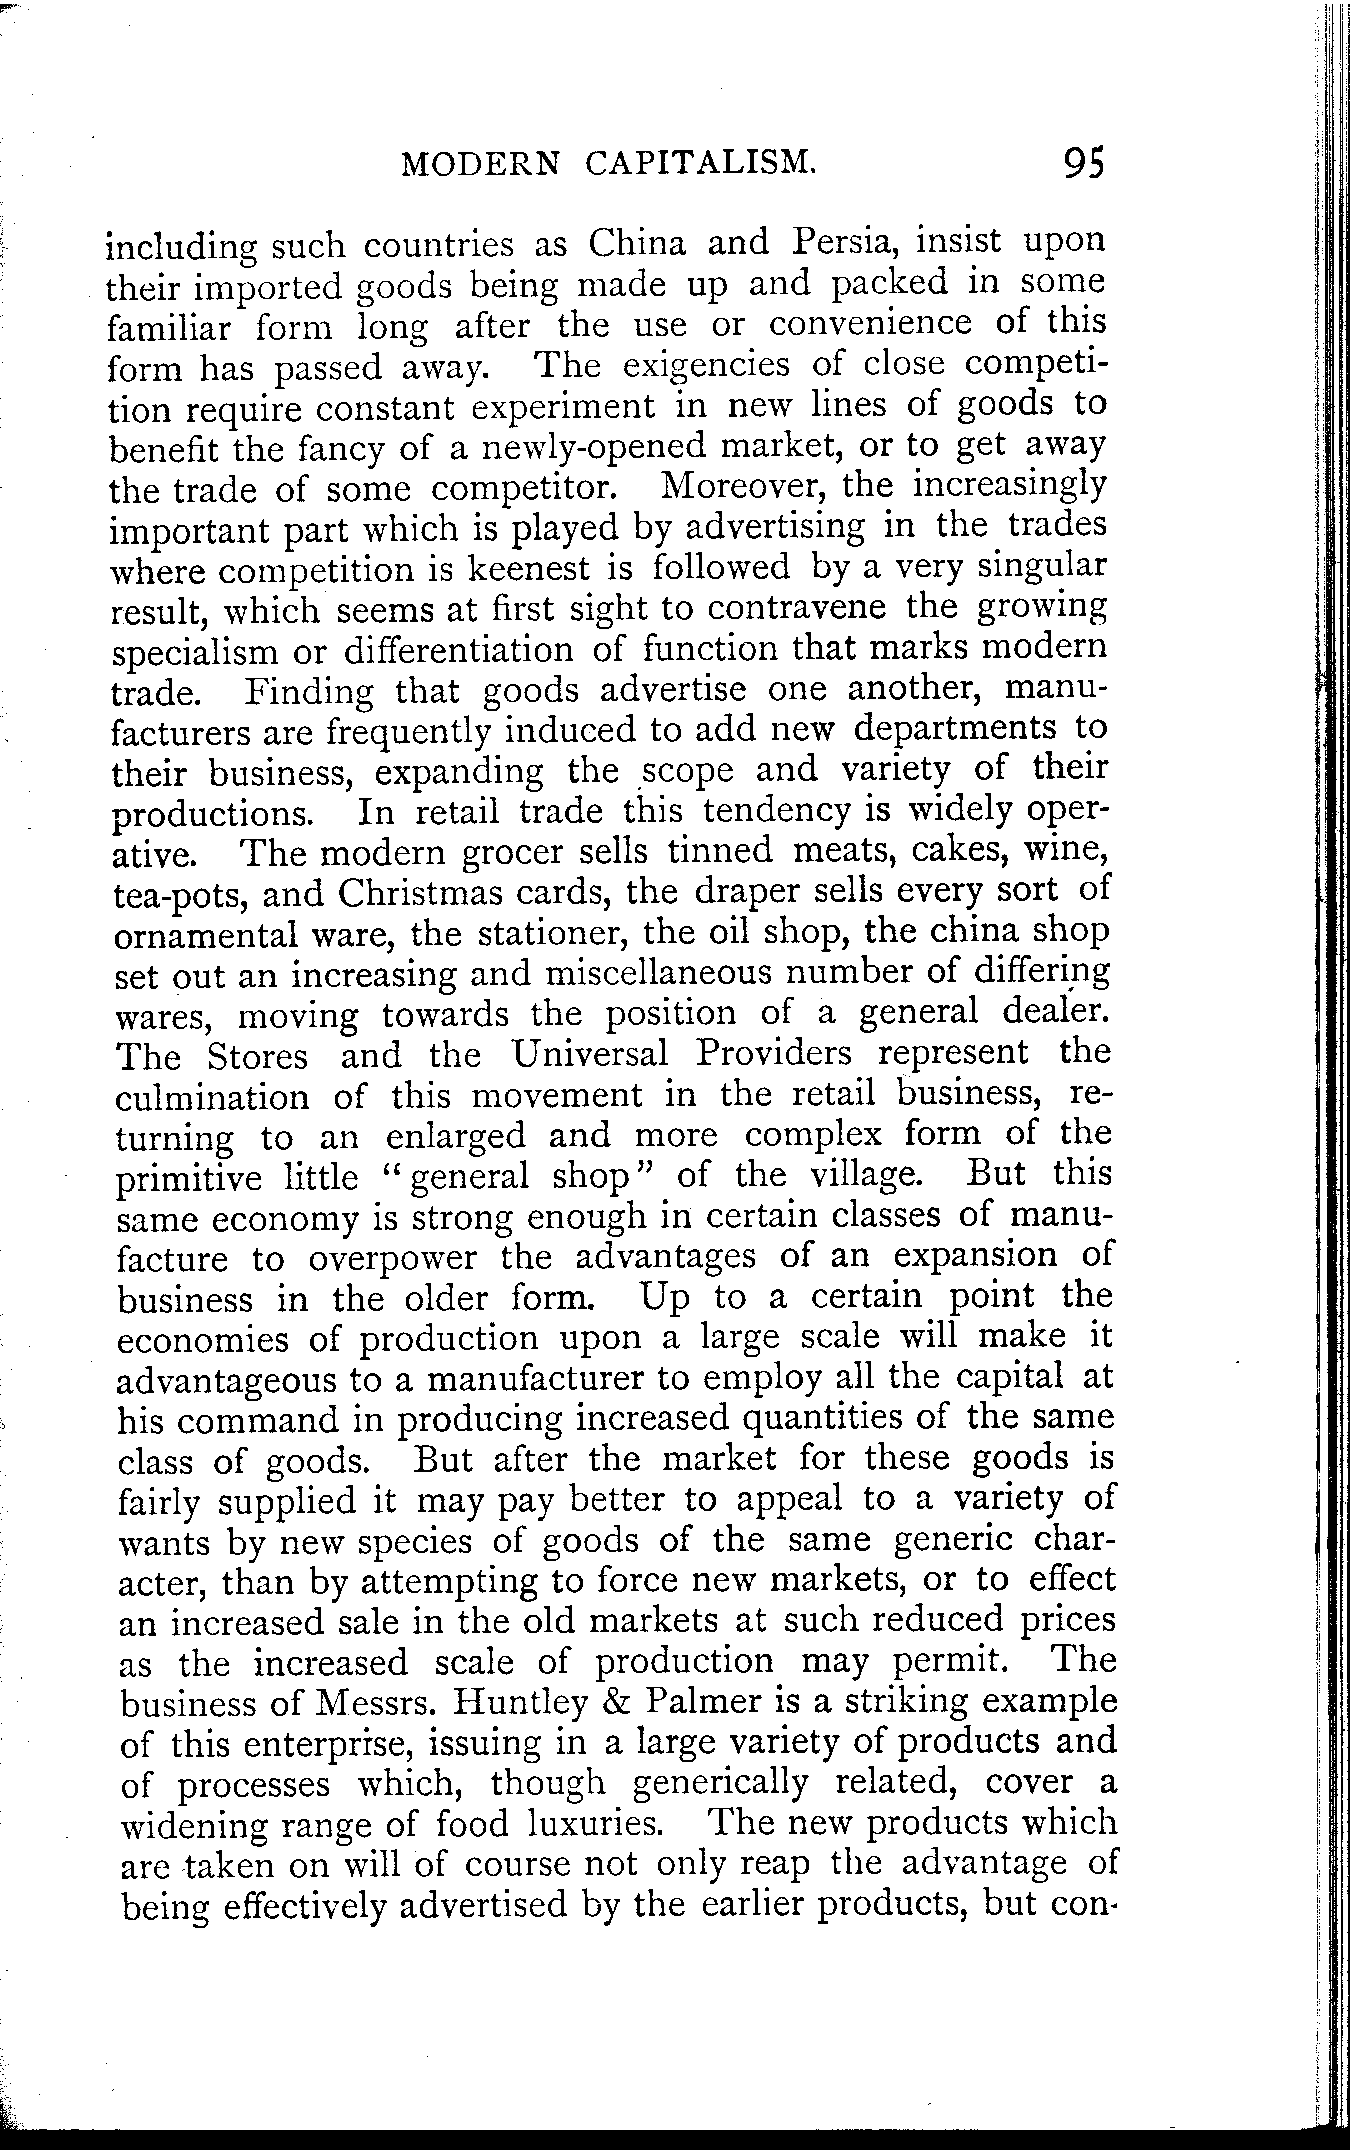 MODERN CAPITALISM. 95
including such countries as China and Persia, insist upon
their imported goods being made up and packed in some
familiar form long after the use or convenience of this
form has passed away. The exigencies of close competi-
tion require constant experiment in new lines of goods to
benefit the fancy of a newly-opened market, or to get away
the trade of some competitor. Moreover, the increasingly
important part which is played by advertising in the trades
where competition is keenest is followed by a very singular
result, which seems at first sight to contravene the growing
specialism or differentiation of function that marks modern
trade. Finding that goods advertise one another, manu-
facturers are frequently induced to add new departments to
their business, expanding the scope and variety of their
productions. In retail trade this tendency is widely oper-
ative. The modern grocer sells tinned meats, cakes, wine,
tea-pots, and Christmas cards, the draper sells every sort of
ornamental ware, the stationer, the oil shop, the china shop
set out an increasing and miscellaneous number of differing
wares, moving towards the position of a general dealer.
The Stores and the Universal Providers represent the
culmination of this movement in the retail business, re-
turning to an enlarged and more complex form of the
primitive little “general shop” of the village. But this
same economy is strong enough in certain classes of manu-
facture to overpower the advantages of an expansion of
business in the older form. Up to a certain point the
economies of production upon a large scale will make it
advantageous to a manufacturer to employ all the capital at
his command in producing increased quantities of the same
class of goods. But after the market for these goods is
fairly supplied it may pay better to appeal to a variety of
wants by new species of goods of the same generic char-
acter, than by attempting to force new markets, or to effect
an increased sale in the old markets at such reduced prices
as the increased scale of production may permit. The
business of Messrs. Huntley & Palmer is a striking example
of this enterprise, issuing in a large variety of products and
of processes which, though generically related, cover a
widening range of food luxuries. The new products which
are taken on will of course not only reap the advantage of
being effectively advertised by the earlier products, but con-